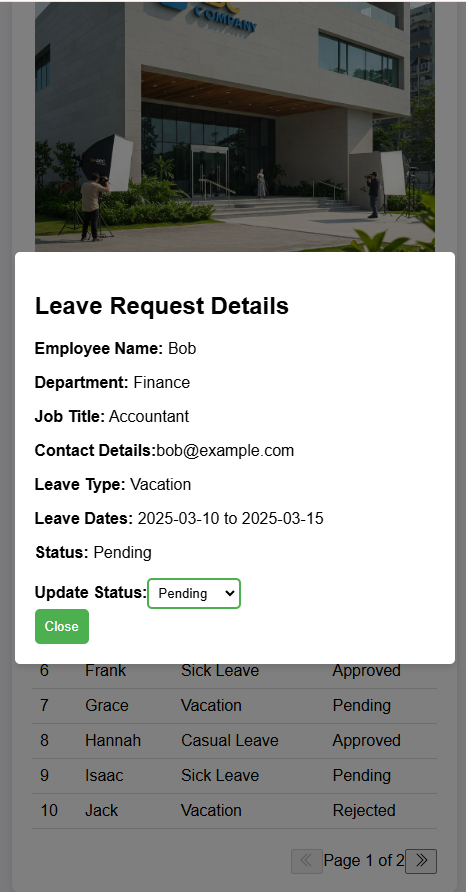 COMPANY
Leave Request Details
Employee Name: Bob
Department: Finance
Job Title: Accountant
Contact Details:bob@example.com
Leave Type: Vacation
Leave Dates: 2025-03-10 to 2025-03-15
Status: Pending
Update Status: Pending
Close
6 Frank Sick Leave Approved
7 Grace Vacation Pending
8 Hannah Casual Leave Approved
9 Isaac Sick Leave Pending
10 Jack Vacation Rejected
Page 1 of 2